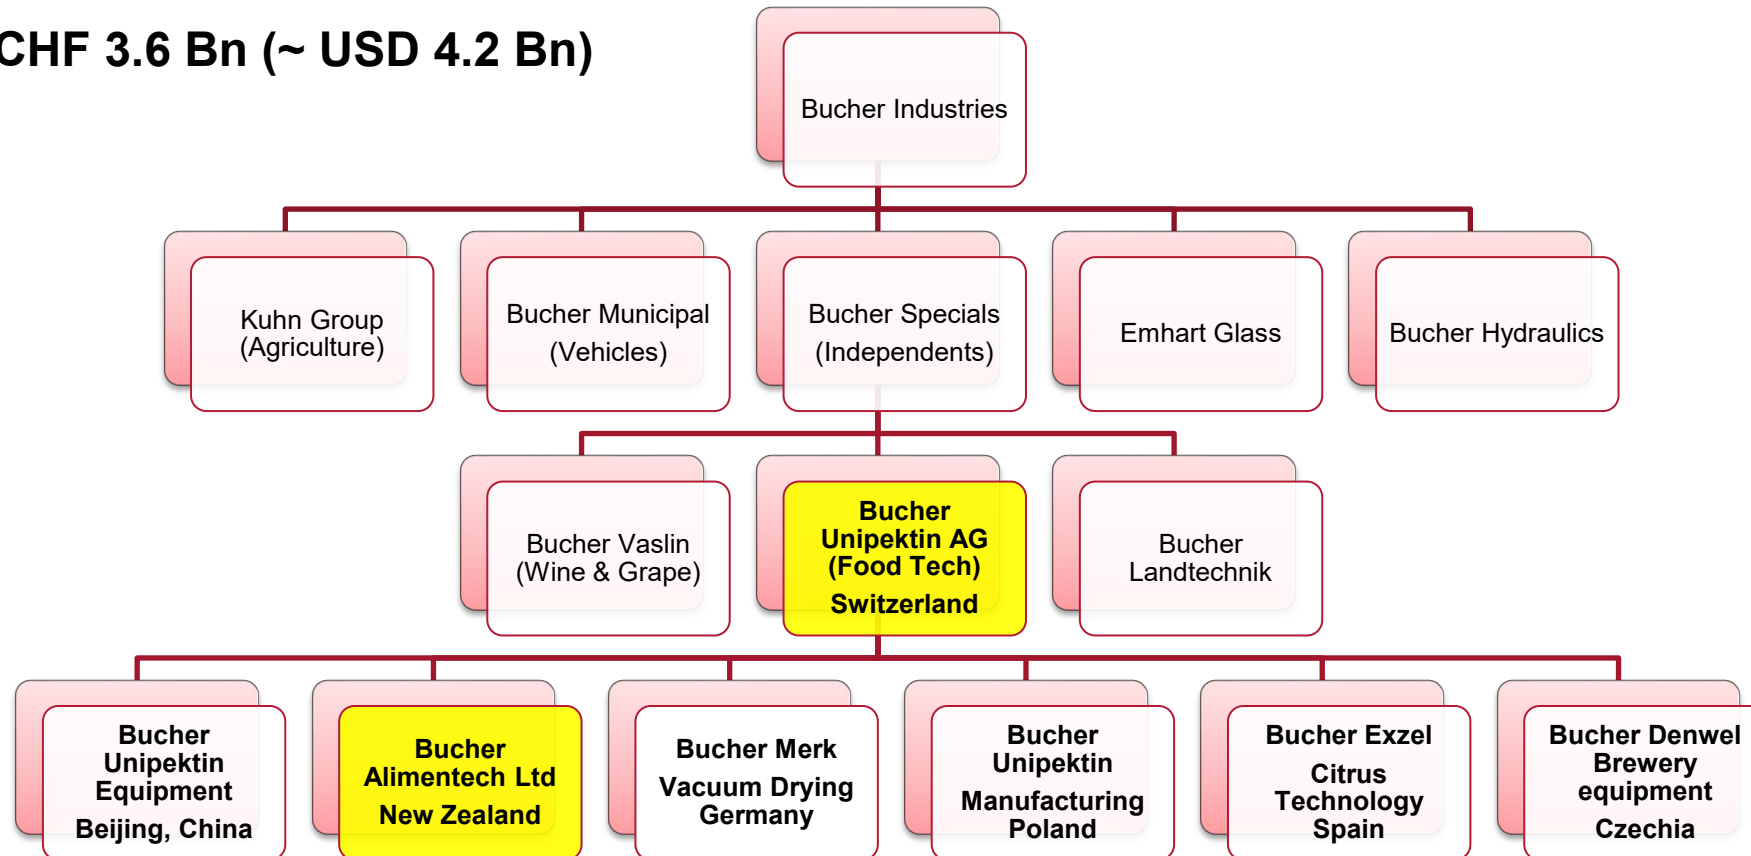 CHF 3.6 Bn (~ USD 4.2 Bn)
Bucher Industries
Kuhn Group
(Agriculture)
Bucher Municipal
(Vehicles)
Bucher Specials
(Independents)
Emhart Glass
Bucher Hydraulics
Bucher Vaslin
(Wine & Grape)
Bucher
Unipektin AG
(Food Tech)
Switzerland
Bucher
Landtechnik
Bucher
Unipektin
Equipment
Beijing, China
Bucher
Alimentech Ltd
New Zealand
Bucher Merk
Vacuum Drying
Germany
Bucher
Unipektin
Manufacturing
Poland
Bucher Exzel
Citrus
Technology
Spain
Bucher Denwel
Brewery
equipment
Czechia